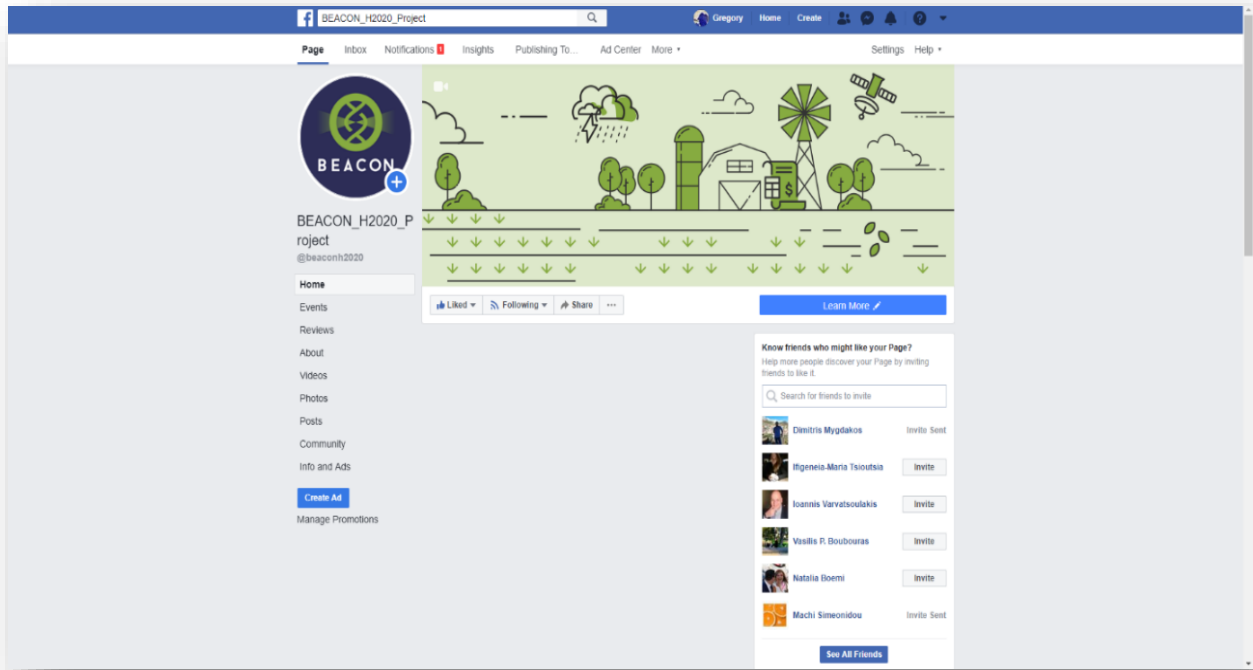 BEACON_H2020_Project
Gregory Home Create
Page Inbox Notifications 1 Insights Publishing To... Ad Center More Settings Help
BEACON
BEACON_H2020_P
roject
@beaconh2020
Home
Events
Reviews
About
Videos
Photos
Posts
Community
Info and Ads
Create Ad
Manage Promotions
$
Liked Following Share ...
Learn More
Know friends who might like your Page?
Help more people discover your Page by inviting
friends to like it.
Search for friends to invite
Dimitris Mygdakos Invite Sent
Ifigeneia-Maria Tsioutsia Invite
Ioannis Varvatsoulakis Invite
Vasilis P. Boubouras Invite
Natalia Boemi Invite
Machi Simeonidou Invite Sent
See All Friends